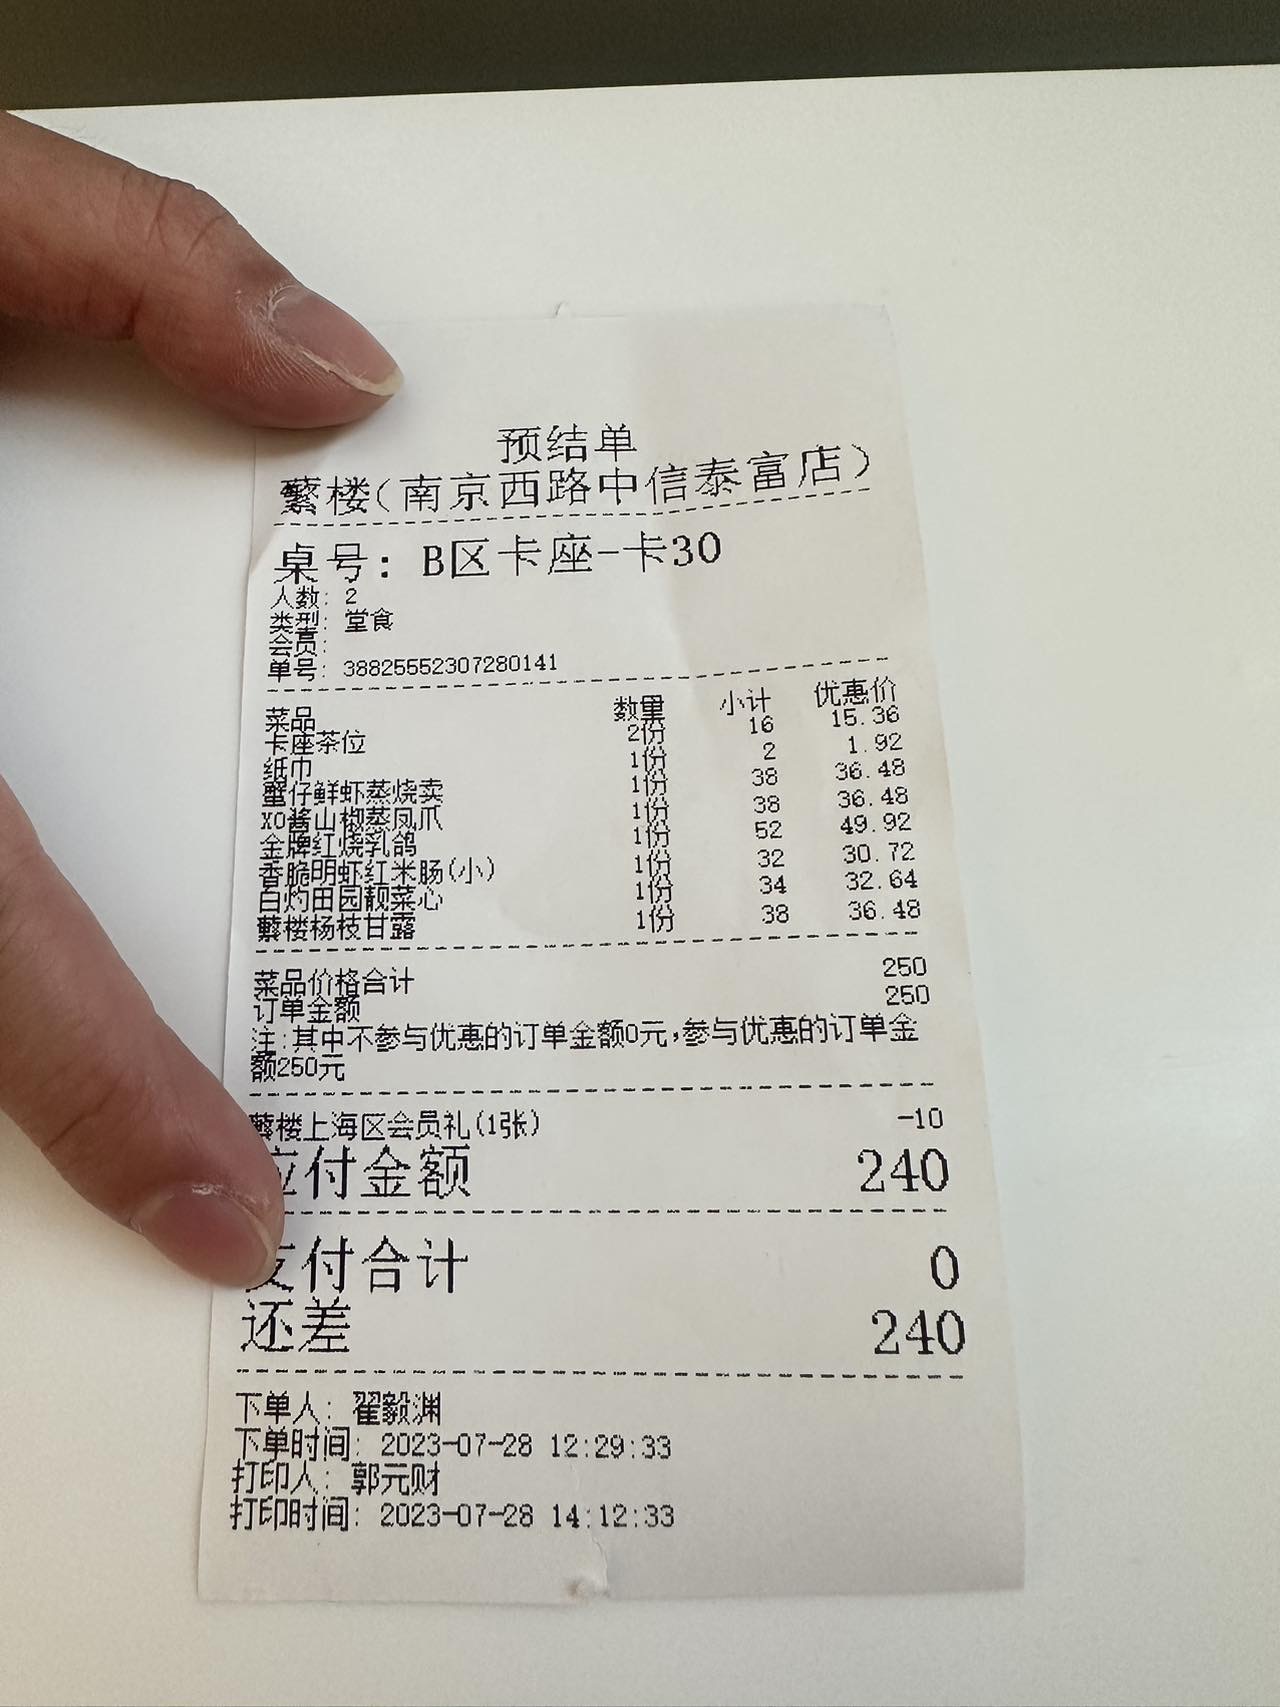 预结单
蘩楼(南京西路中信泰富店)
桌号: B区卡座-卡30
人数: 2
类型: 堂食
会员:
单号: 388255552307280141
菜品 数量 小计 优惠价
卡座茶位 2份 16 15.36
纸巾 1份 2 1.92
蟹仔鲜虾蒸烧卖 1份 38 36.48
XO酱山椒蒸凤爪 1份 38 36.48
金牌红烧乳鸽 1份 52 49.92
香脆明虾红米肠(小) 1份 32 30.72
白灼田园靓菜心 1份 34 32.64
蘩楼杨枝甘露 1份 38 36.48
菜品价格合计 250
订单金额 250
注:其中不参与优惠的订单金额0元,参与优惠的订单金
额250元
蘩楼上海区会员礼(1张) -10
应付金额 240
支付合计 0
还差 240
下单人: 翟毅渊
下单时间: 2023-07-28 12:29:33
打印人: 郭元财
打印时间: 2023-07-28 14:12:33